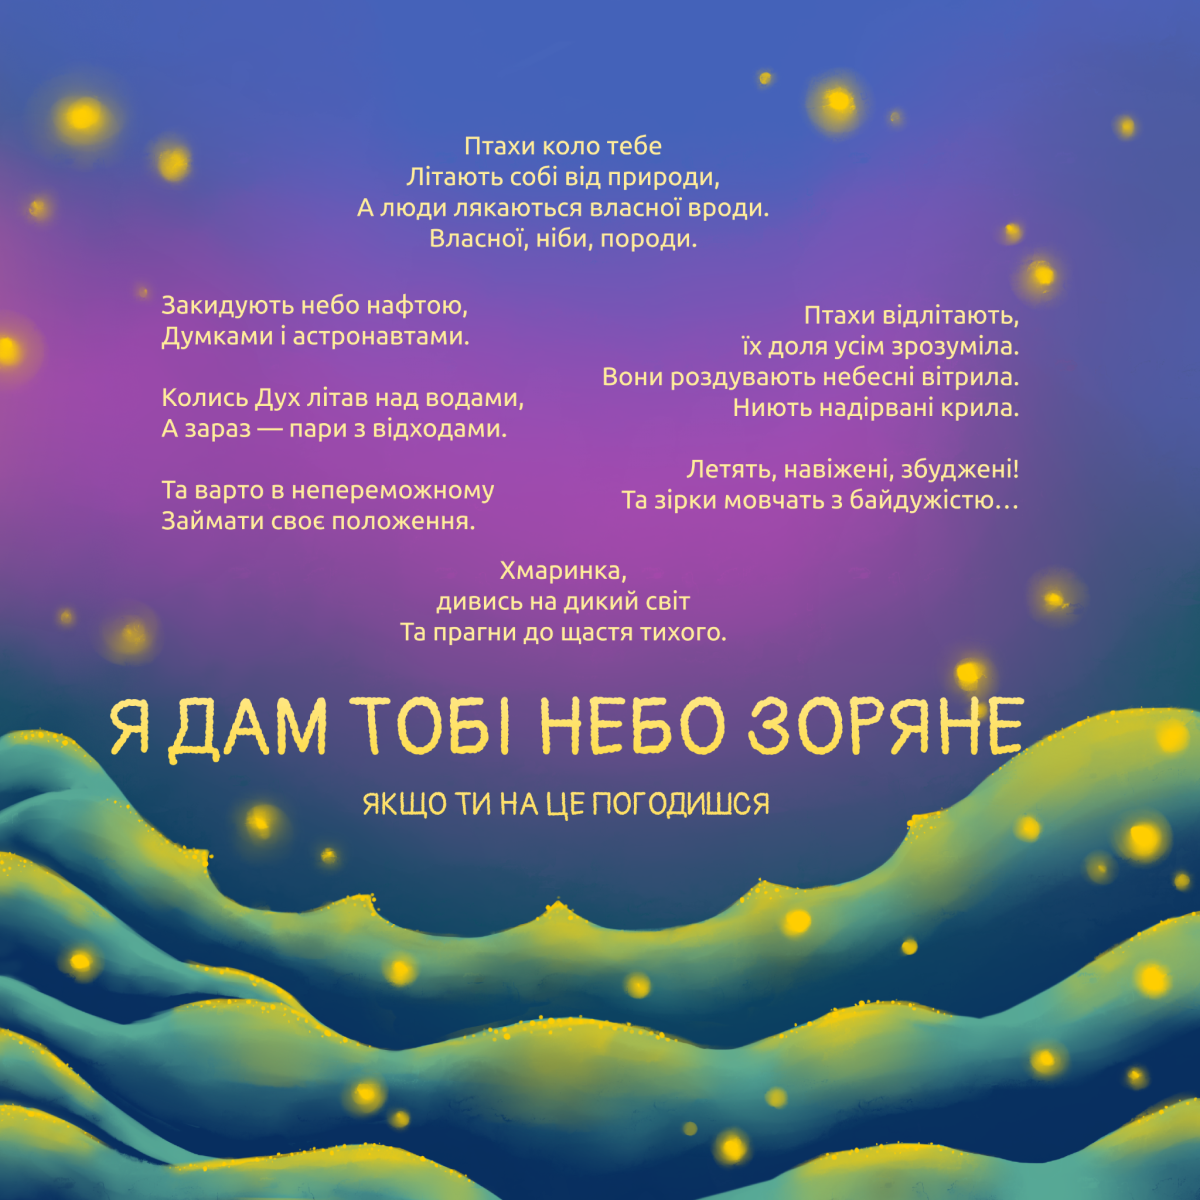 Птахи коло тебе
Літають собі від природи,
А люди лякаються власної вроди.
Власної, ніби, породи.
Закидують небо нафтою,
Думками і астронавтами.
Колись Дух літав над водами,
А зараз — пари з відходами.
Та варто в непереможному
Займати своє положення.
Птахи відлітають,
їх доля усім зрозуміла.
Вони роздувають небесні вітрила.
Ниють надірвані крила.
Летять, навіжені, збуджені!
Та зірки мовчать з байдужістю...
Хмаринка,
дивись на дикий світ
Та прагни до щастя тихого.
Я ДАМ ТОБІ НЕБО ЗОРЯНЕ
ЯКЩО ТИ НА ЦЕ ПОГОДИШСЯ